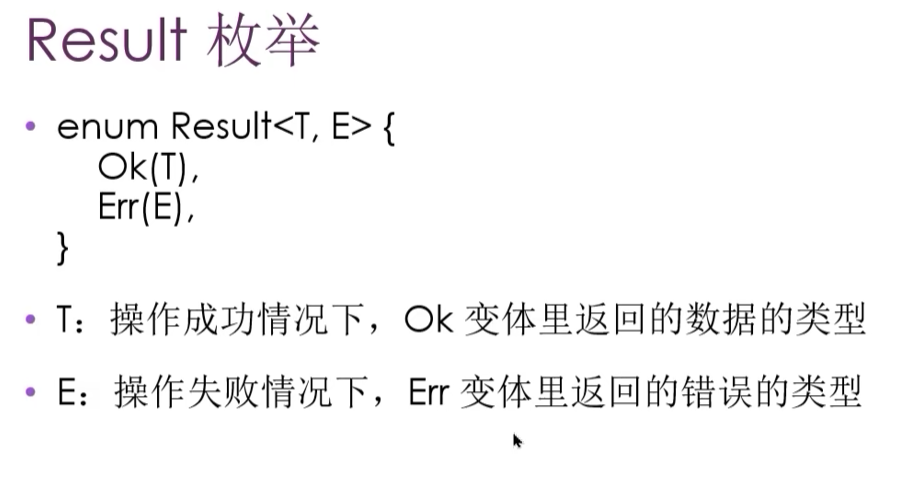 Result 枚举
• enum Result<T, E> {
Ok(T),
Err(E),
}
• T：操作成功情况下，Ok 变体里返回的数据的类型
• E：操作失败情况下，Err 变体里返回的错误的类型